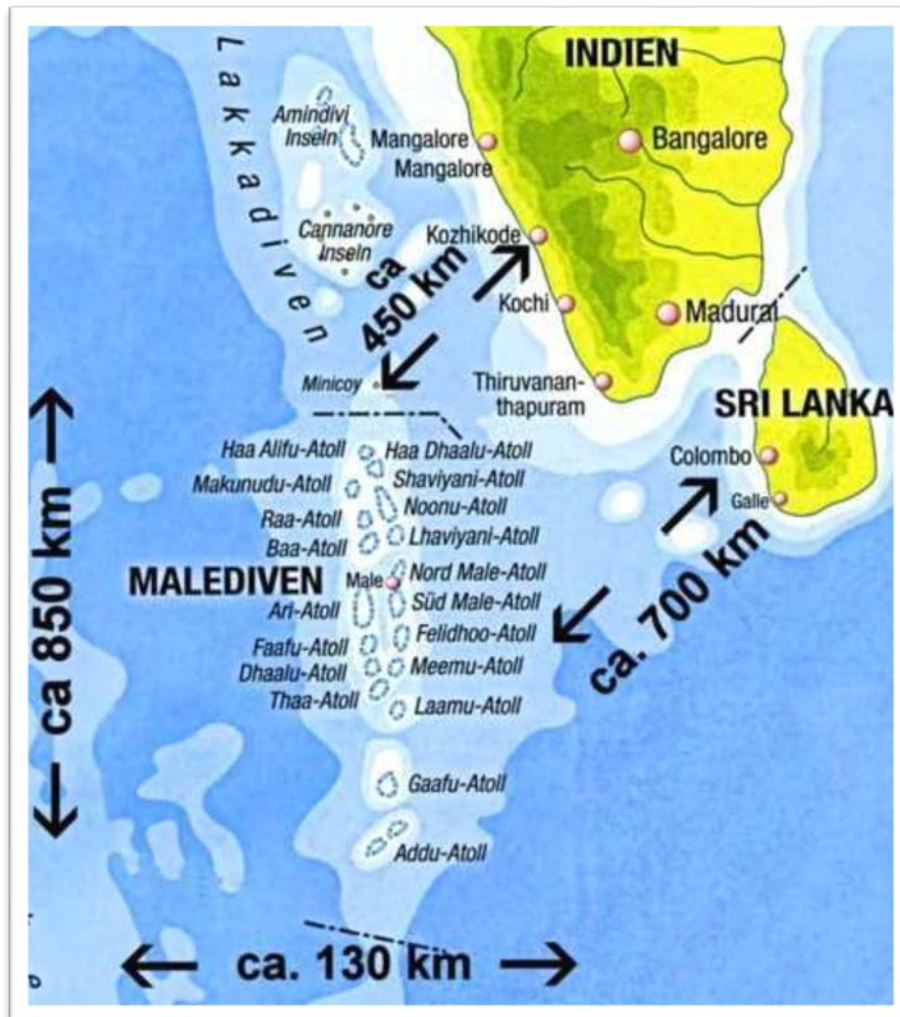 INDIEN
Lakkadiven
Amindivi
Inseln
Mangalore
Mangalore
Bangalore
Cannanore
Inseln
Kozhikode
ca
450 km
Kochi
Madurai
Minicoy
Thiruvanan-
thapuram
SRI LANKA
Colombo
Galle
Haa Alifu-Atoll
Haa Dhaalu-Atoll
Makunudu-Atoll
Shaviyani-Atoll
Noonu-Atoll
Raa-Atoll
Lhaviyani-Atoll
Baa-Atoll
MALEDIVEN
Male
Nord Male-Atoll
Ari-Atoll
Süd Male-Atoll
Faafu-Atoll
Felidhoo-Atoll
Dhaalu-Atoll
Meemu-Atoll
Thaa-Atoll
Laamu-Atoll
ca. 700 km
ca 850 km
Gaafu-Atoll
Addu-Atoll
ca. 130 km